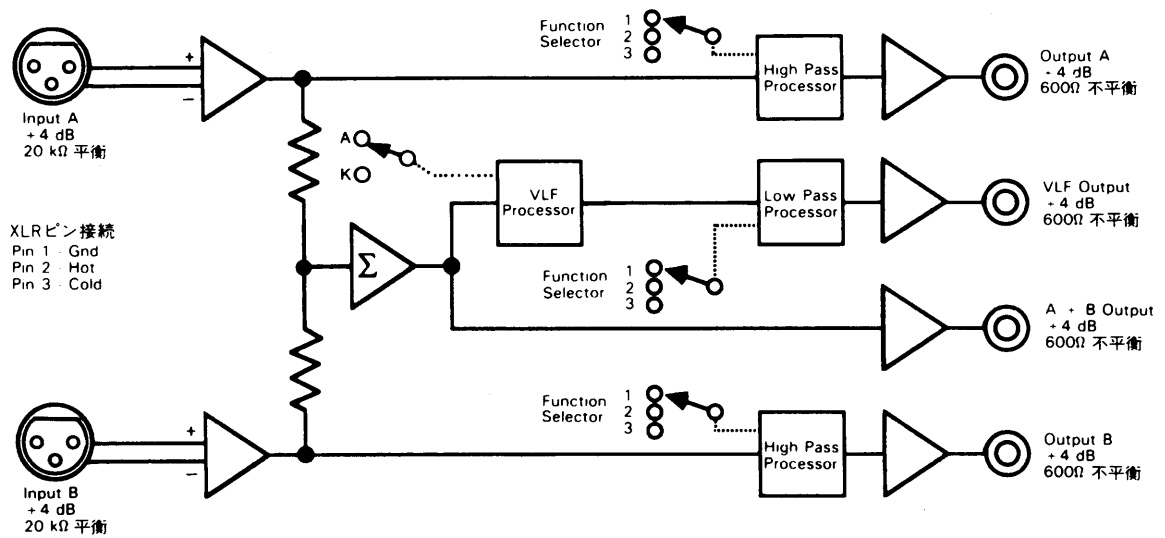 Function
Selector
1
2
3
High Pass
Processor
Output A
- 4 dB
600Ω 不平衡
+
−
Input A
+4 dB
20 kΩ 平衡
A
K
VLF
Processor
Low Pass
Processor
VLF Output
+4 dB
600Ω 不平衡
XLRピン接続
Pin 1 - Gnd
Pin 2 - Hot
Pin 3 - Cold
Σ
Function
Selector
1
2
3
A + B Output
+4 dB
600Ω 不平衡
Function
Selector
1
2
3
High Pass
Processor
Output B
+4 dB
600Ω 不平衡
+
−
Input B
+4 dB
20 kΩ 平衡